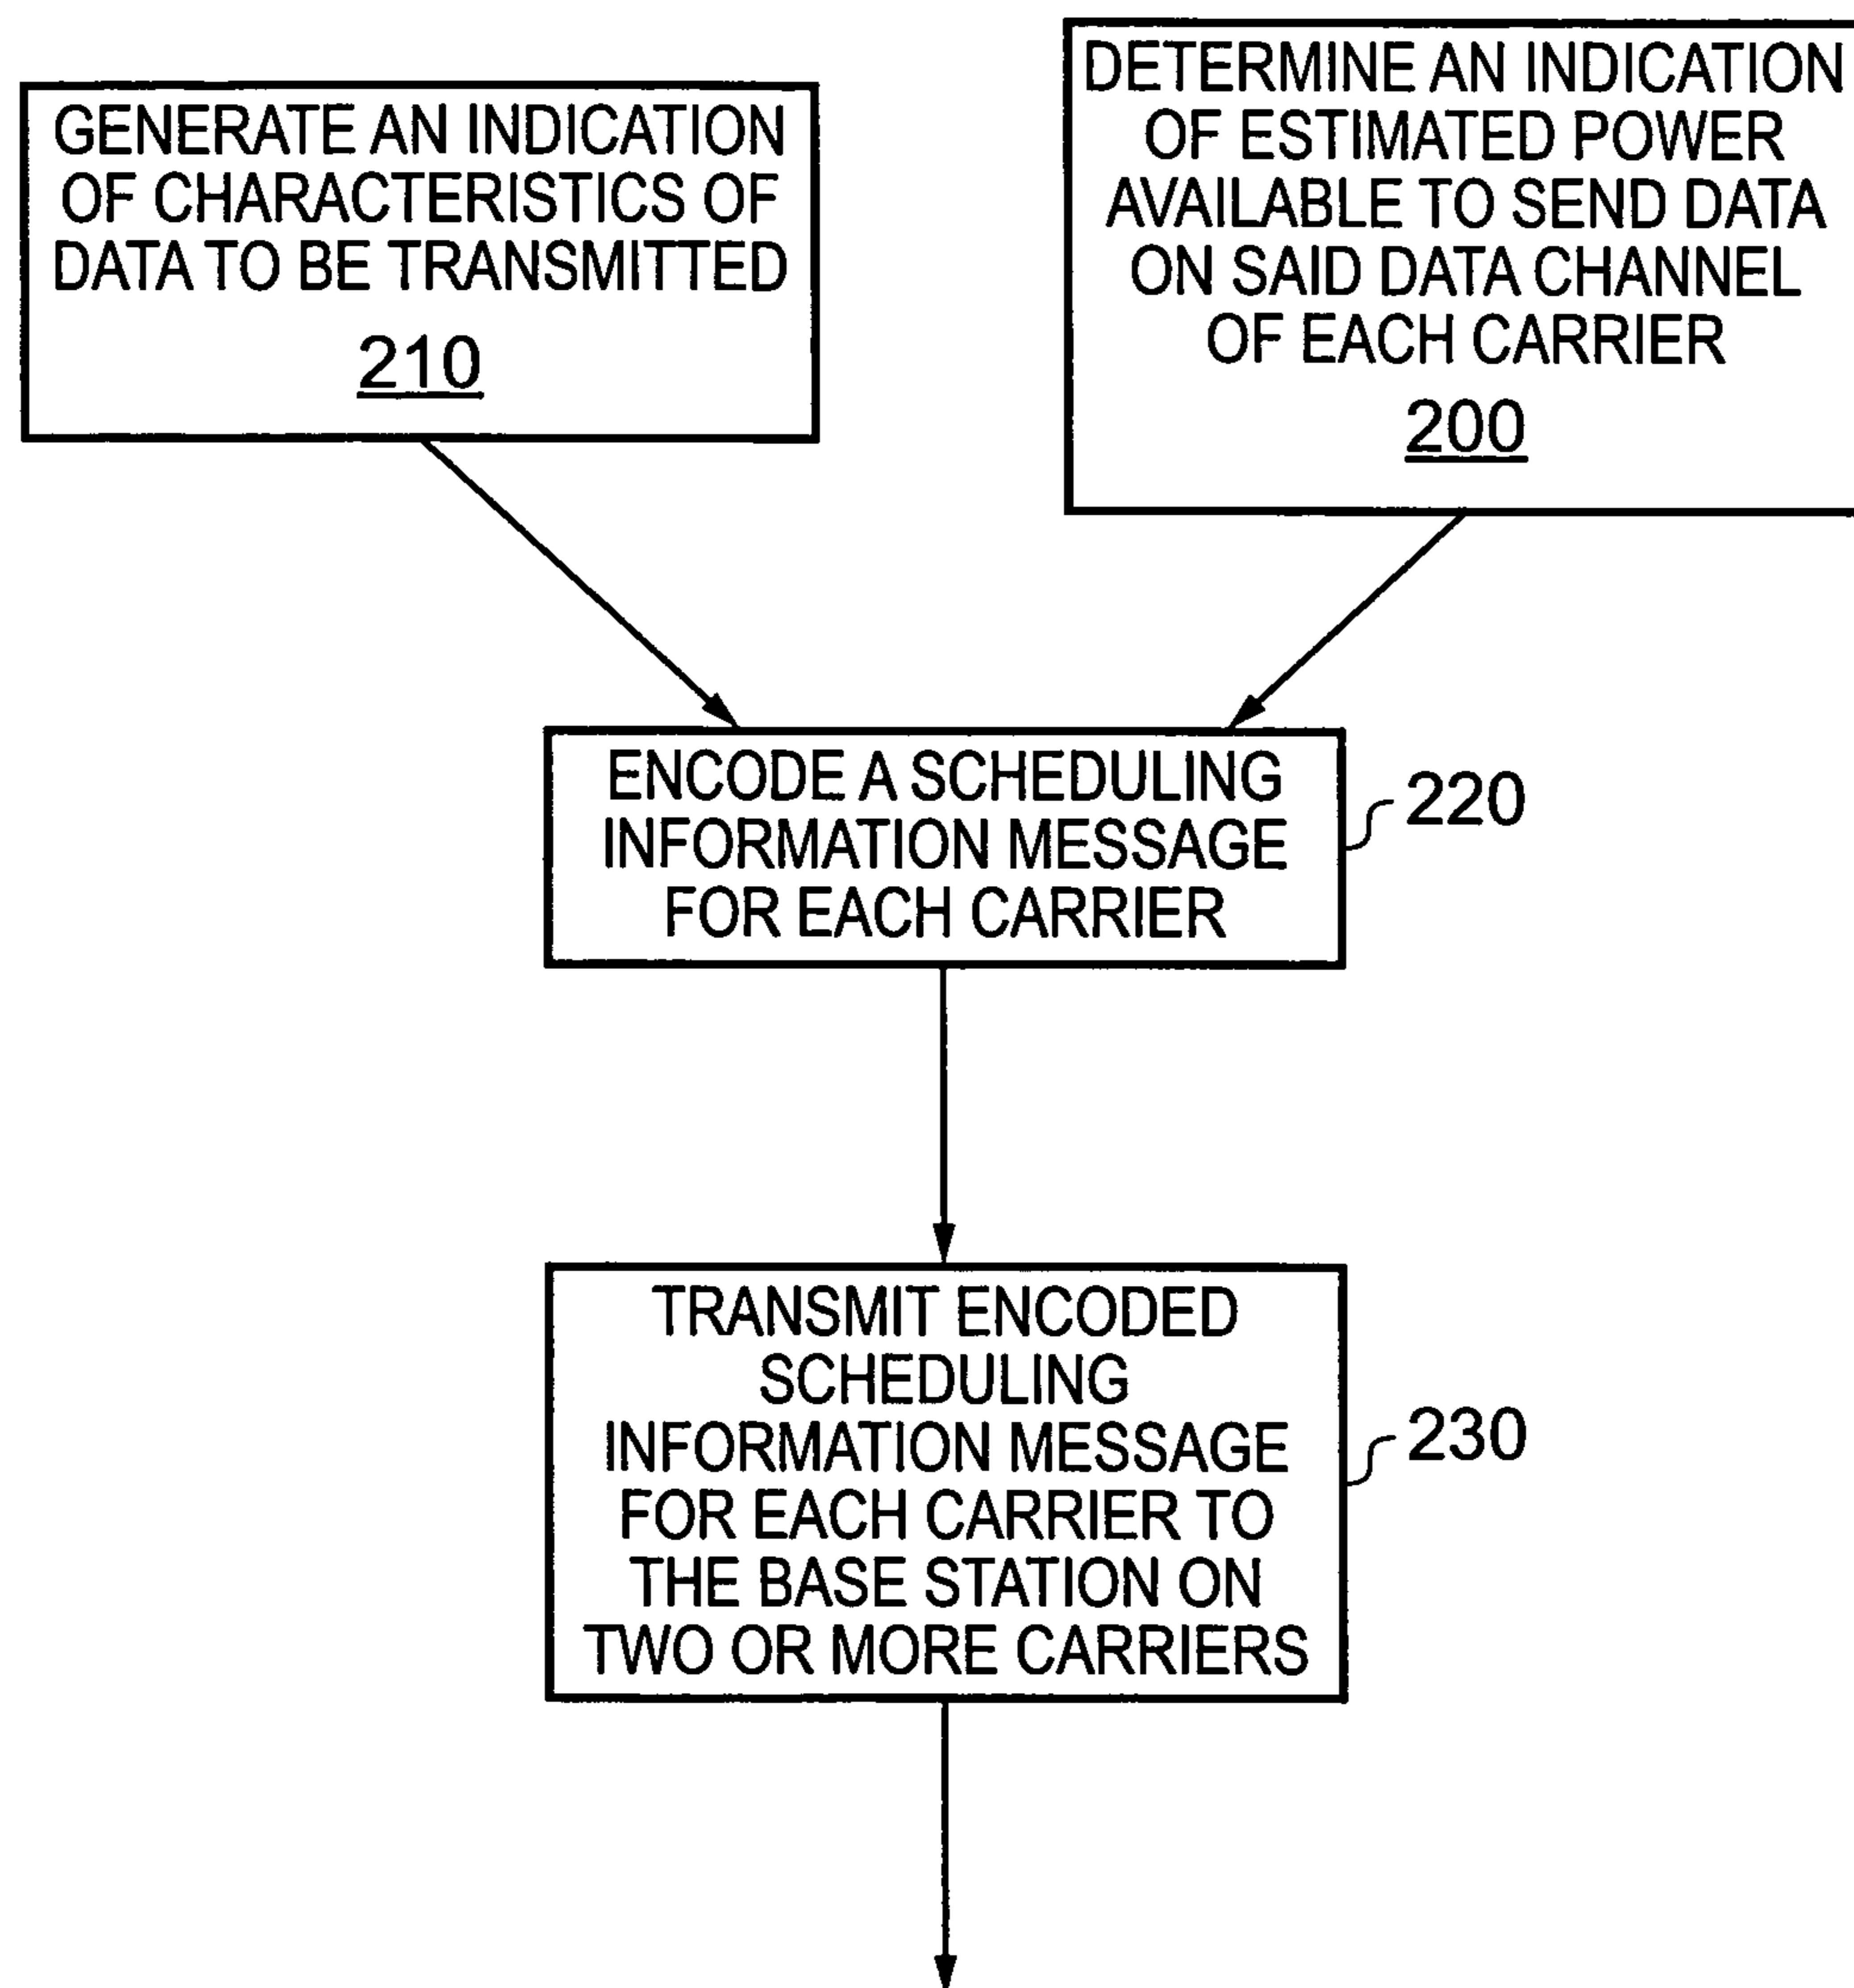 GENERATE AN INDICATION
OF CHARACTERISTICS OF
DATA TO BE TRANSMITTED
210
DETERMINE AN INDICATION
OF ESTIMATED POWER
AVAILABLE TO SEND DATA
ON SAID DATA CHANNEL
OF EACH CARRIER
200
ENCODE A SCHEDULING
INFORMATION MESSAGE
FOR EACH CARRIER
220
TRANSMIT ENCODED
SCHEDULING
INFORMATION MESSAGE
FOR EACH CARRIER TO
THE BASE STATION ON
TWO OR MORE CARRIERS
230